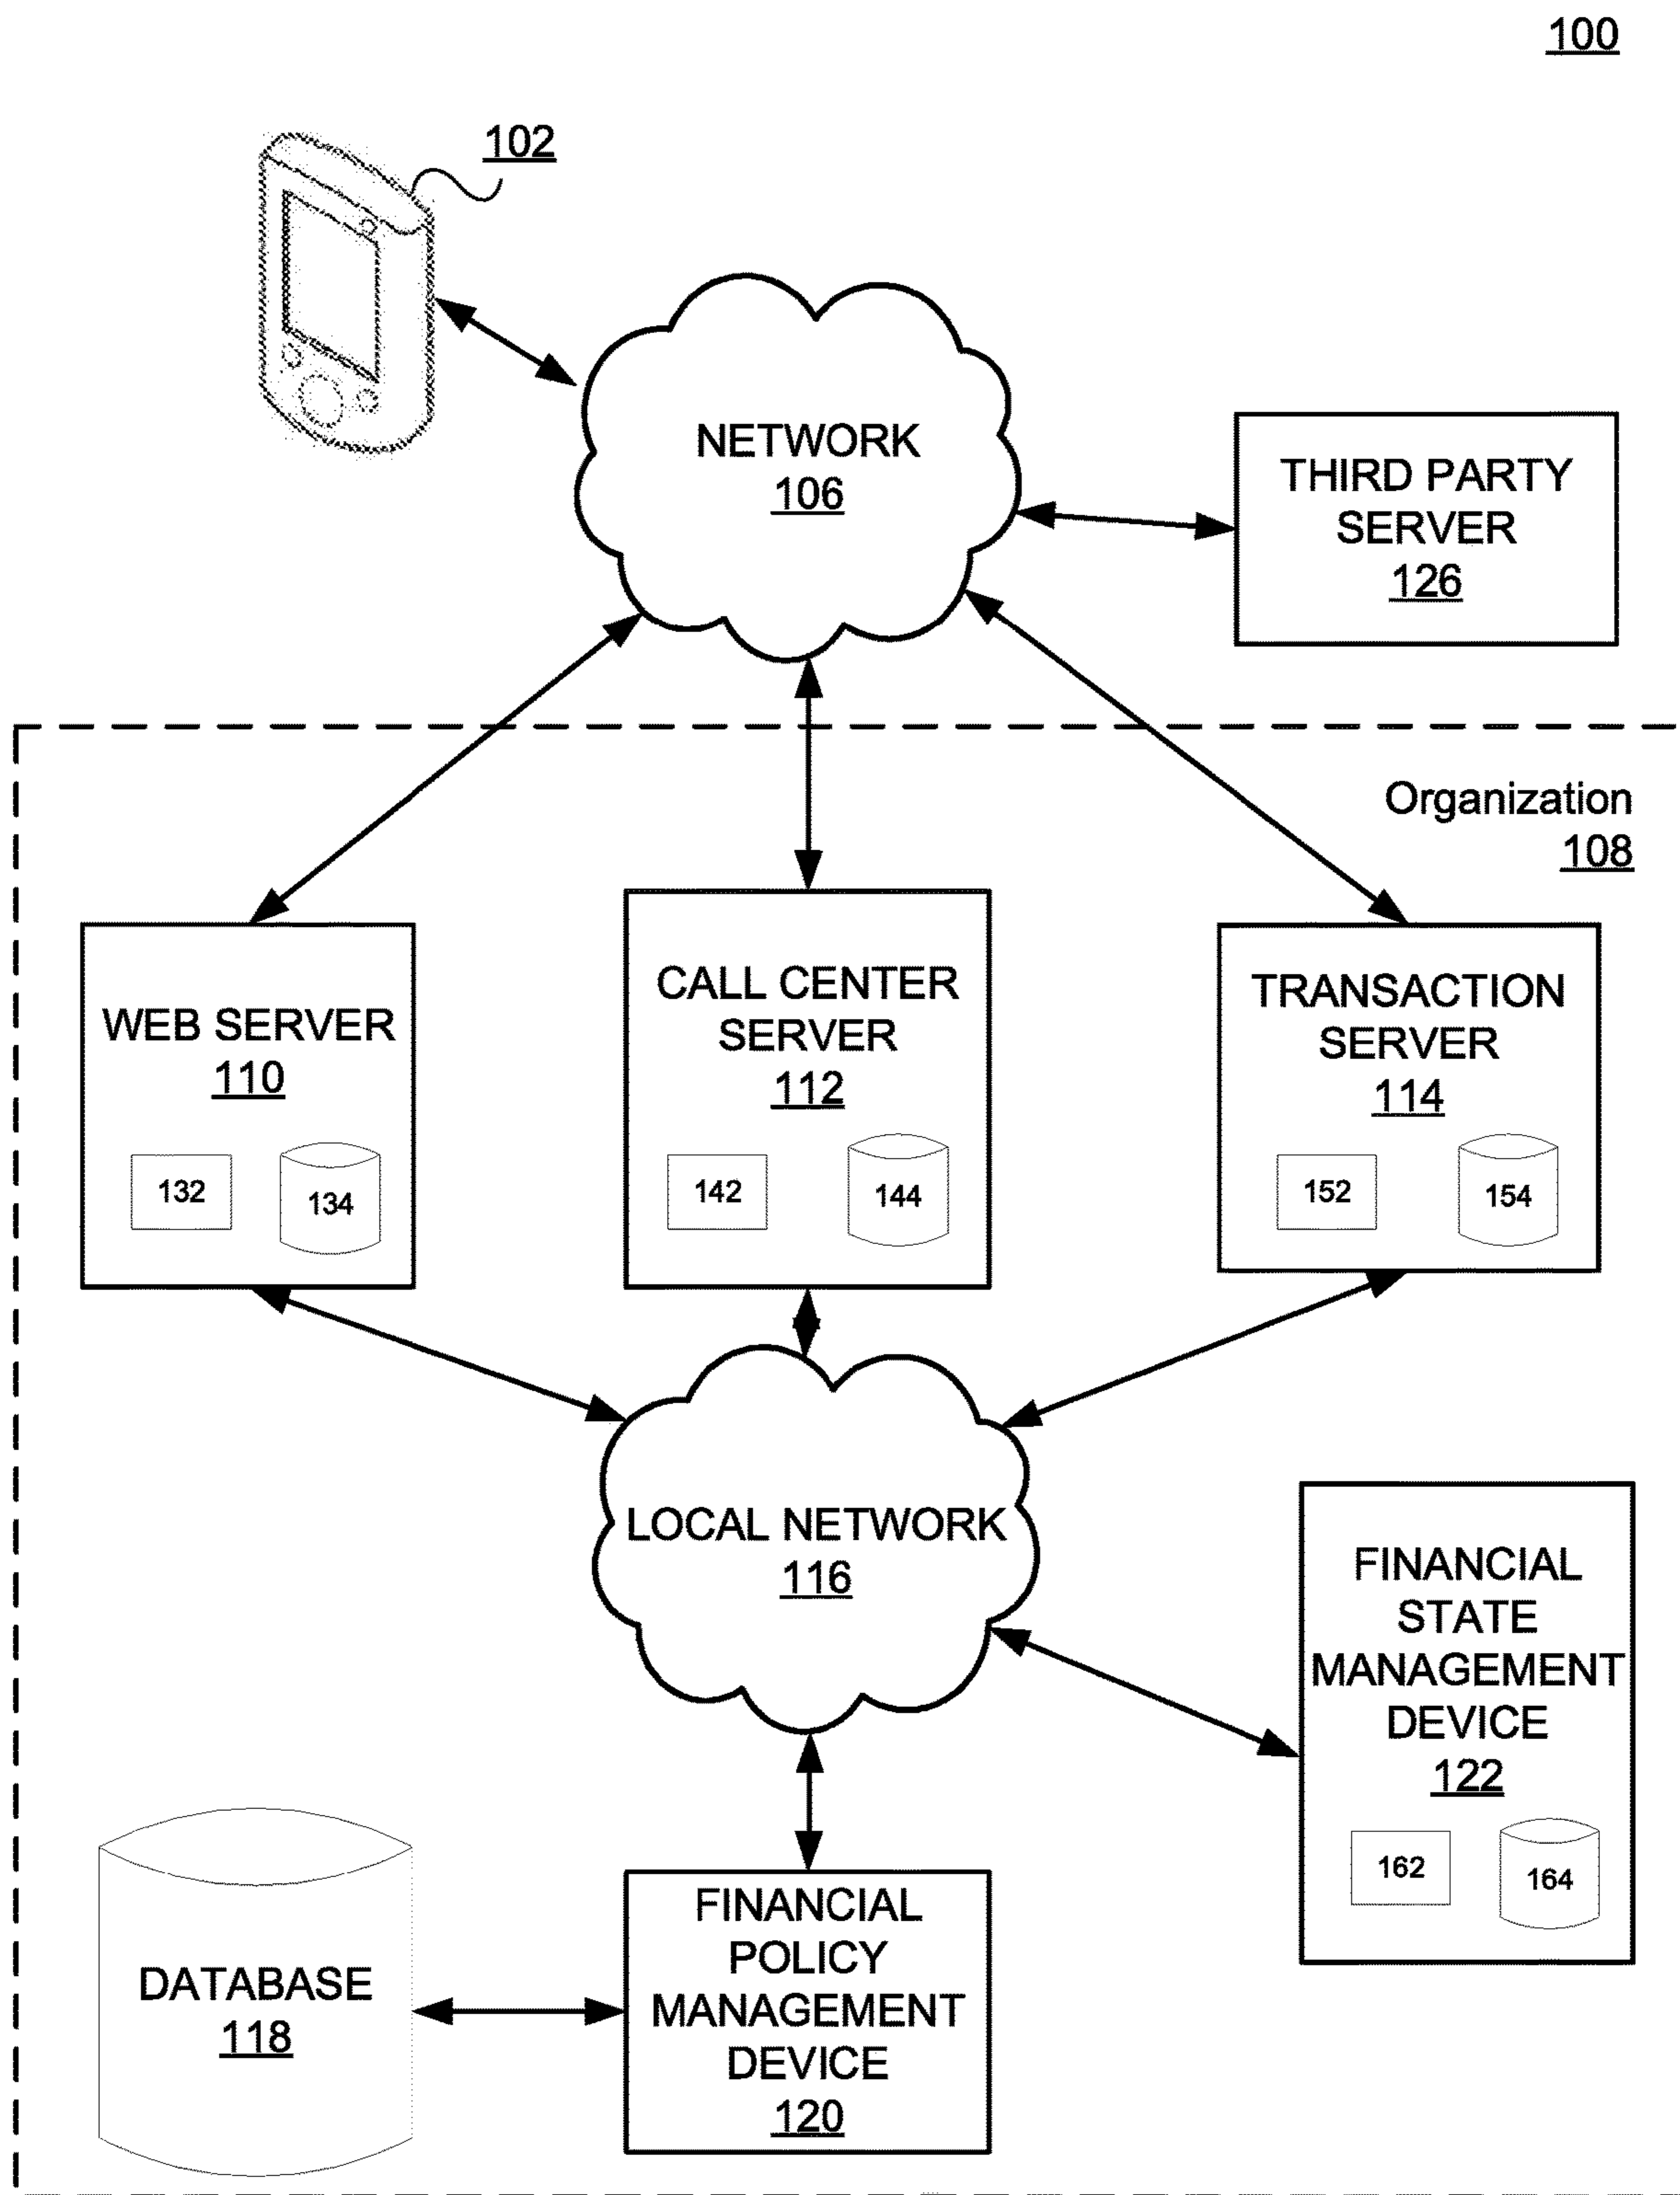 100
102
NETWORK
106
THIRD PARTY
SERVER
126
Organization
108
WEB SERVER
110
132
134
CALL CENTER
SERVER
112
142
144
TRANSACTION
SERVER
114
152
154
LOCAL NETWORK
116
FINANCIAL
STATE
MANAGEMENT
DEVICE
122
162
164
DATABASE
118
FINANCIAL
POLICY
MANAGEMENT
DEVICE
120